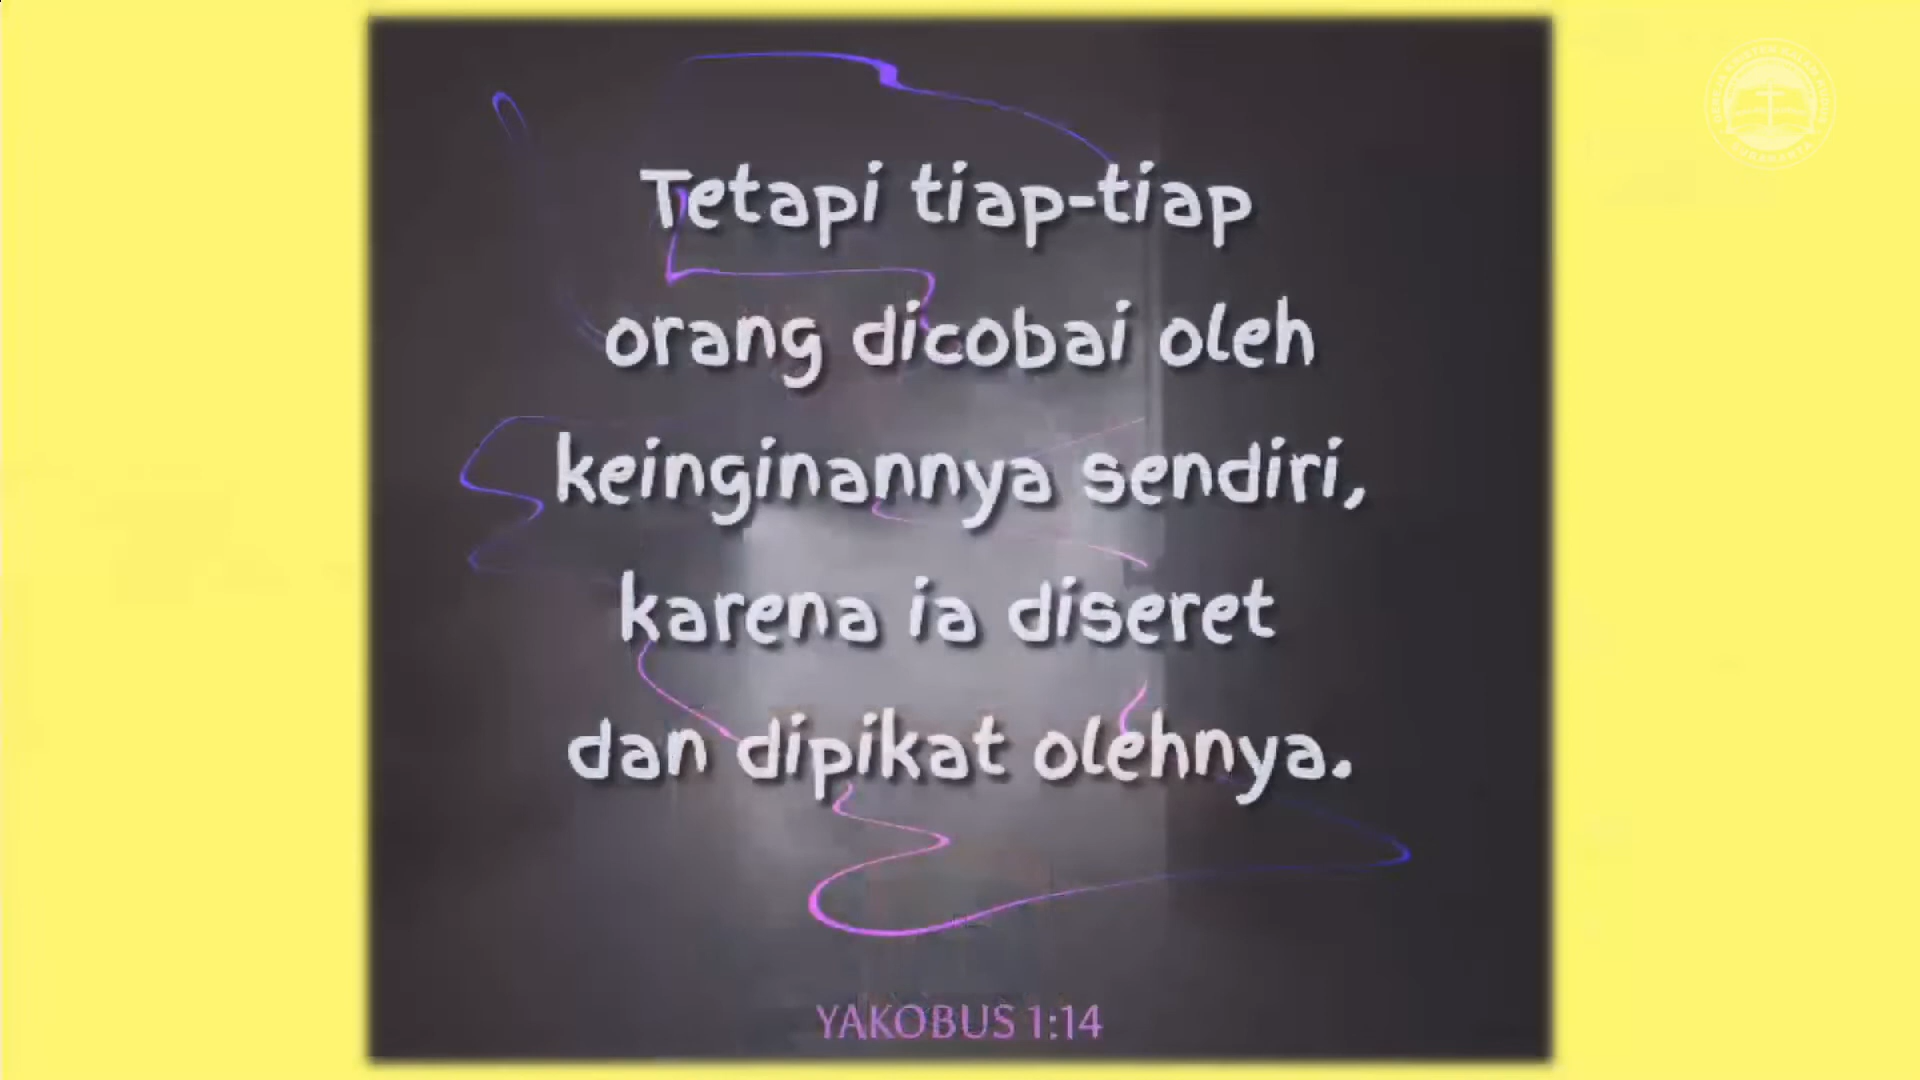 Tetapi tiap-tiap
orang dicobai oleh
keinginannya sendiri,
karena ia diseret
dan dipikat olehnya.
YAKOBUS 1:14